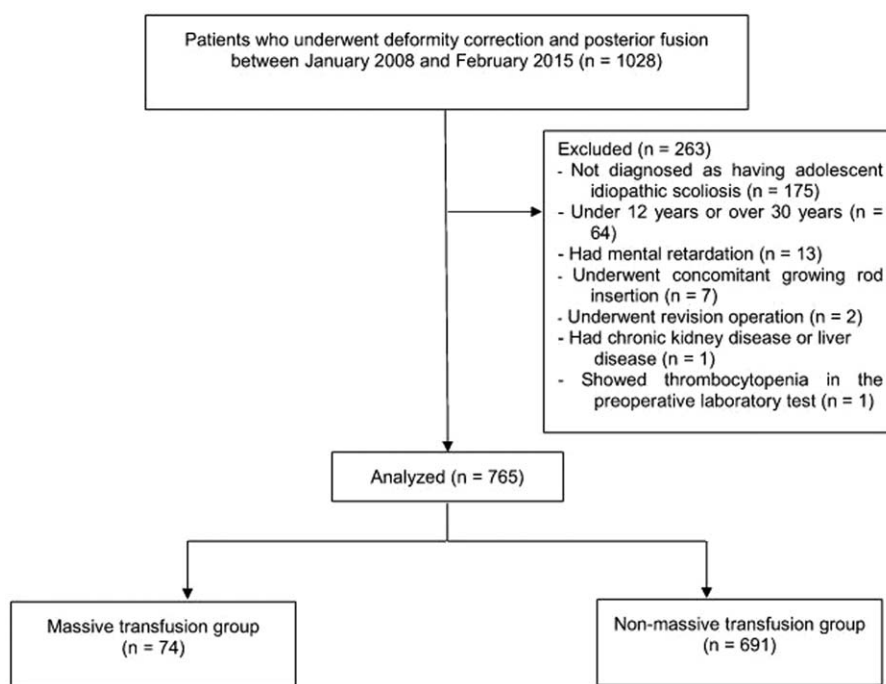 Patients who underwent deformity correction and posterior fusion
between January 2008 and February 2015 (n = 1028)
Excluded (n = 263)
- Not diagnosed as having adolescent
idiopathic scoliosis (n = 175)
- Under 12 years or over 30 years (n =
64)
- Had mental retardation (n = 13)
- Underwent concomitant growing rod
insertion (n = 7)
- Underwent revision operation (n = 2)
- Had chronic kidney disease or liver
disease (n = 1)
- Showed thrombocytopenia in the
preoperative laboratory test (n = 1)
Analyzed (n = 765)
Massive transfusion group
(n = 74)
Non-massive transfusion group
(n = 691)